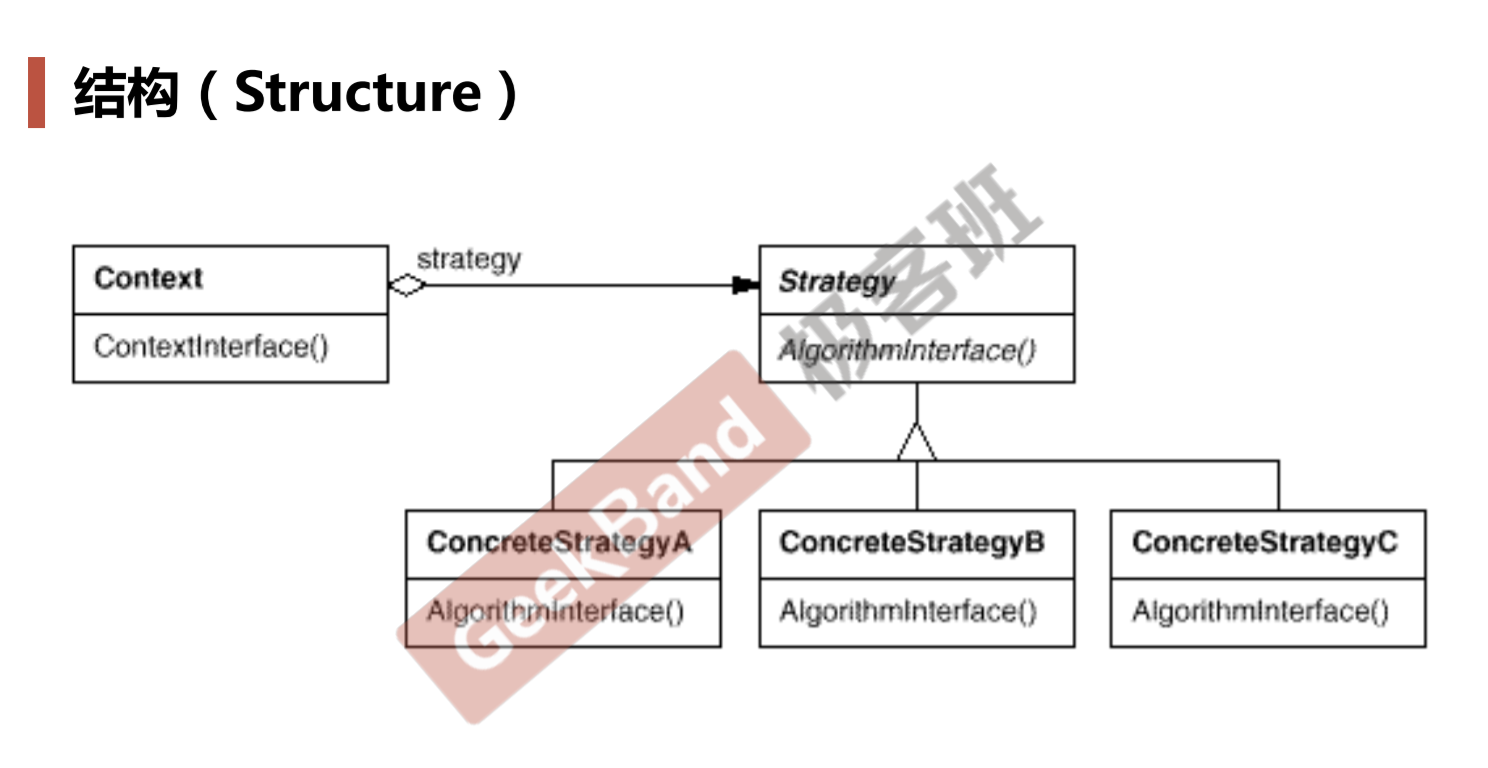 结构（Structure）
strategy
Context
ContextInterface()
Strategy
AlgorithmInterface()
ConcreteStrategyA
AlgorithmInterface()
ConcreteStrategyB
AlgorithmInterface()
ConcreteStrategyC
AlgorithmInterface()
GeekBand
极客班